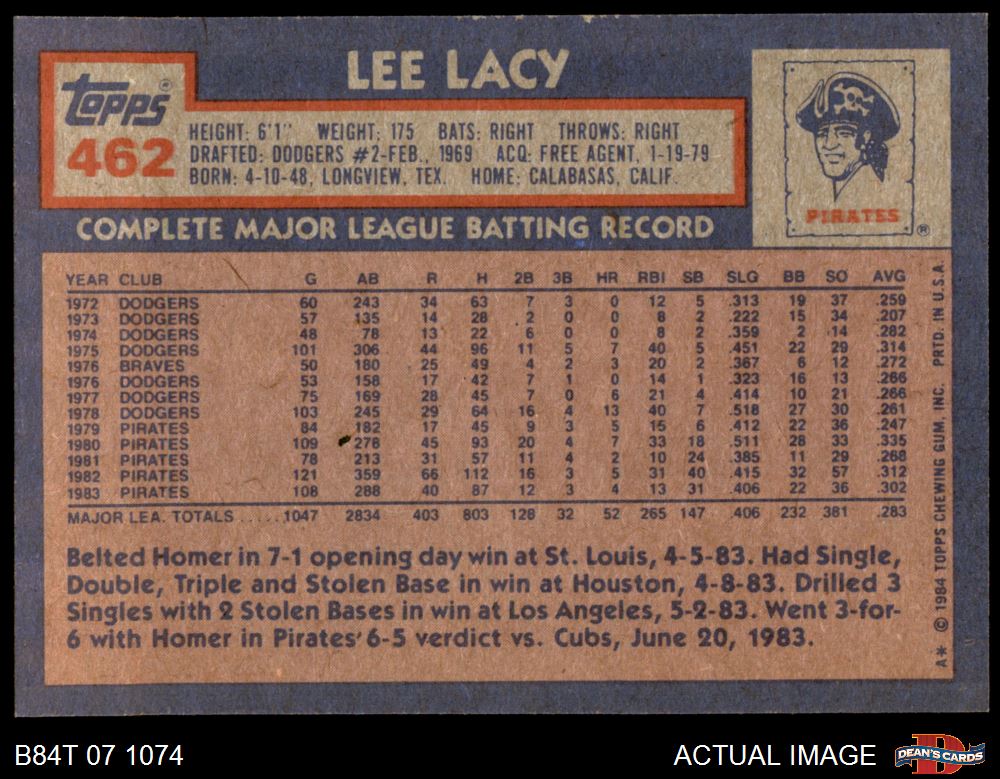 LEE LACY
Topps®
462
HEIGHT: 6'1" WEIGHT: 175 BATS: RIGHT THROWS: RIGHT
DRAFTED: DODGERS #2-FEB., 1969 ACQ: FREE AGENT, 1-19-79
BORN: 4-10-48, LONGVIEW, TEX. HOME: CALABASAS, CALIF.
PIRATES ®
COMPLETE MAJOR LEAGUE BATTING RECORD
YEAR CLUB G AB R H 2B 3B HR RBI SB SLG BB SO AVG
1972 DODGERS 60 243 34 63 7 3 0 12 5 .313 19 37 .259
1973 DODGERS 57 135 14 28 2 0 0 8 2 .222 15 34 .207
1974 DODGERS 48 78 13 22 6 0 0 8 2 .359 2 14 .282
1975 DODGERS 101 306 44 96 11 5 7 40 5 .451 22 29 .314
1976 BRAVES 50 180 25 49 4 2 3 20 2 .367 6 12 .272
1976 DODGERS 53 158 17 42 7 1 0 14 1 .323 16 13 .266
1977 DODGERS 75 169 28 45 7 0 6 21 4 .414 10 21 .266
1978 DODGERS 103 245 29 64 16 4 13 40 7 .518 27 30 .261
1979 PIRATES 84 182 17 45 9 3 5 15 6 .412 22 36 .247
1980 PIRATES 109 278 45 93 20 4 7 33 18 .511 28 33 .335
1981 PIRATES 78 213 31 57 11 4 2 10 24 .385 11 29 .268
1982 PIRATES 121 359 66 112 16 3 5 31 40 .415 32 57 .312
1983 PIRATES 108 288 40 87 12 3 4 13 31 .406 22 36 .302
MAJOR LEA. TOTALS .....1047 2834 403 803 128 32 52 265 147 .406 232 381 .283
Belted Homer in 7-1 opening day win at St. Louis, 4-5-83. Had Single,
Double, Triple and Stolen Base in win at Houston, 4-8-83. Drilled 3
Singles with 2 Stolen Bases in win at Los Angeles, 5-2-83. Went 3-for-
6 with Homer in Pirates' 6-5 verdict vs. Cubs, June 20, 1983.
A* © 1984 TOPPS CHEWING GUM, INC. PRTD. IN U.S.A.
B84T 07 1074
ACTUAL IMAGE
DEAN'S CARDS